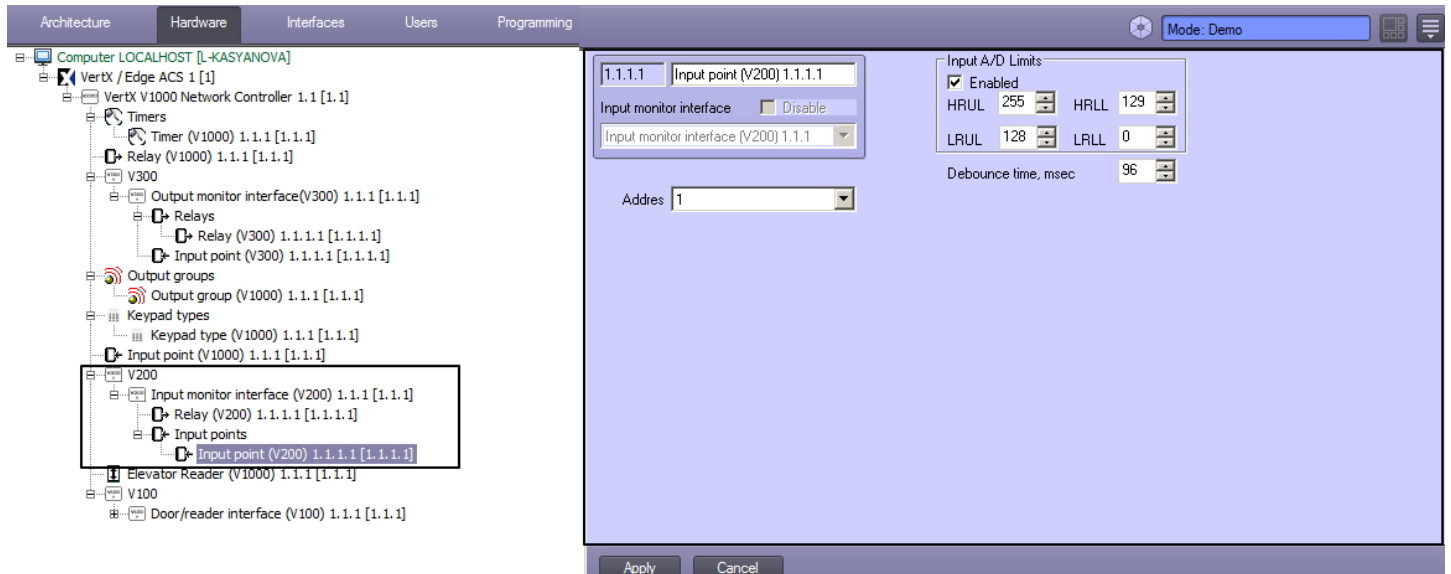 Architecture Hardware Interfaces Users Programming
Mode: Demo
Computer LOCALHOST [L-KASYANOVA]
VertX / Edge ACS 1 [1]
VertX V1000 Network Controller 1.1 [1.1]
Timers
Timer (V1000) 1.1.1 [1.1.1]
Relay (V1000) 1.1.1 [1.1.1]
V300
Output monitor interface(V300) 1.1.1 [1.1.1]
Relays
Relay (V300) 1.1.1.1 [1.1.1.1]
Input point (V300) 1.1.1.1 [1.1.1.1]
Output groups
Output group (V1000) 1.1.1 [1.1.1]
Keypad types
Keypad type (V1000) 1.1.1 [1.1.1]
Input point (V1000) 1.1.1 [1.1.1]
V200
Input monitor interface (V200) 1.1.1 [1.1.1]
Relay (V200) 1.1.1.1 [1.1.1.1]
Input points
Input point (V200) 1.1.1.1 [1.1.1.1]
Elevator Reader (V1000) 1.1.1 [1.1.1]
V100
Door/reader interface (V100) 1.1.1 [1.1.1]
1.1.1.1 Input point (V200) 1.1.1.1
Input monitor interface Disable
Input monitor interface (V200) 1.1.1
Addres 1
Input A/D Limits
Enabled
HRUL 255 HRLL 129
LRUL 128 LRLL 0
Debounce time, msec 96
Apply Cancel